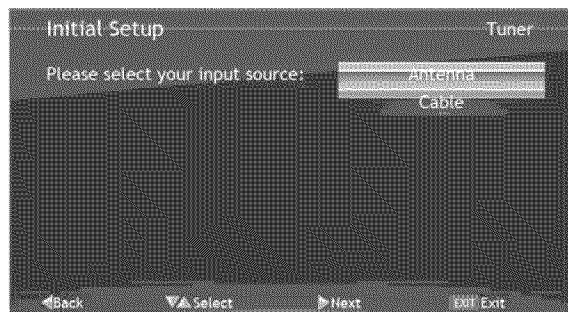 Initial Setup Tuner
Please select your input source: Antenna
Cable
Back Select Next EXIT Exit